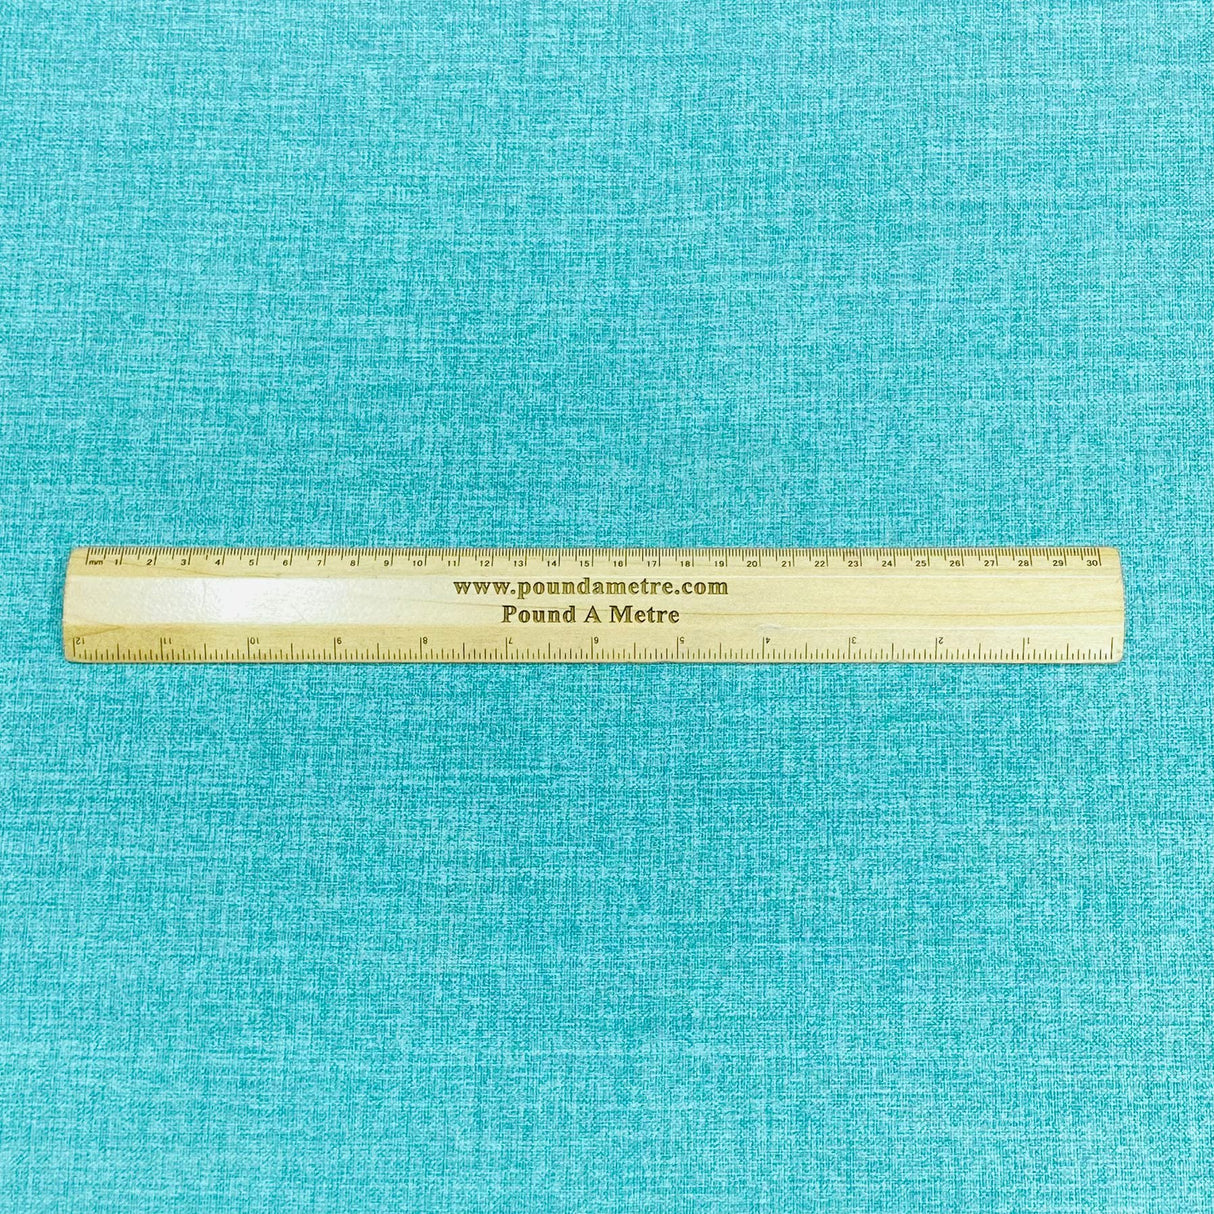 mm 1 2 3 4 5 6 7 8 9 10 11 12 13 14 15 16 17 18 19 20 21 22 23 24 25 26 27 28 29 30
www.poundametre.com
Pound A Metre
12 11 10 9 8 7 6 5 4 3 2 1